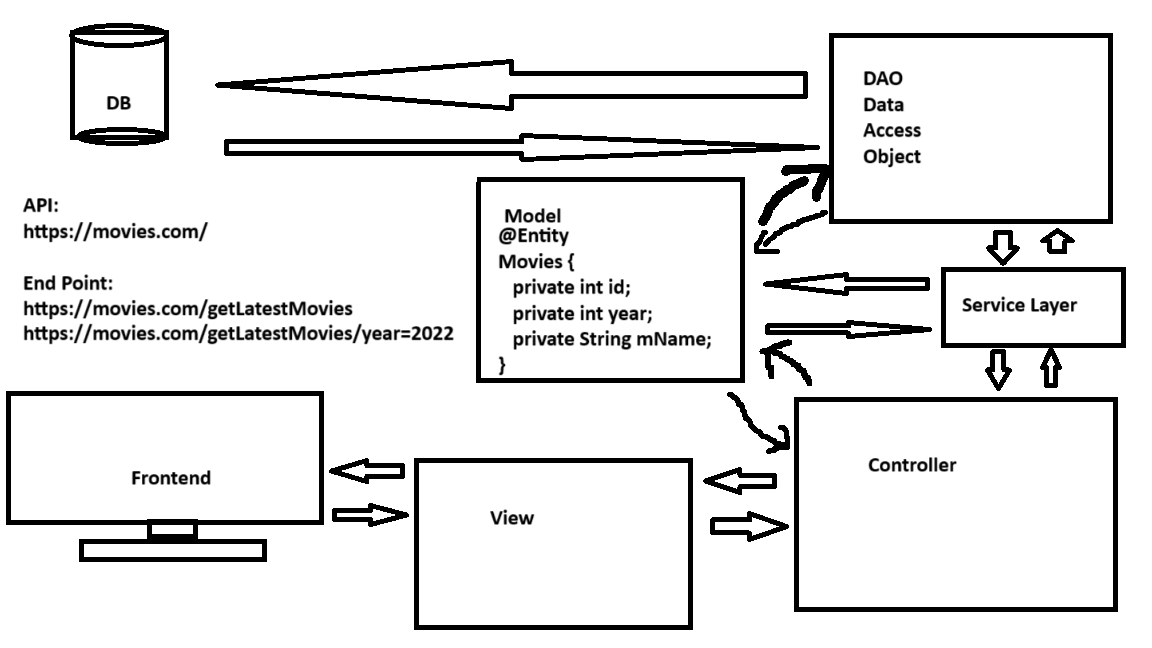 DB
DAO
Data
Access
Object
API:
https://movies.com/
End Point:
https://movies.com/getLatestMovies
https://movies.com/getLatestMovies/year=2022
Model
@Entity
Movies {
private int id;
private int year;
private String mName;
}
Service Layer
Frontend
View
Controller